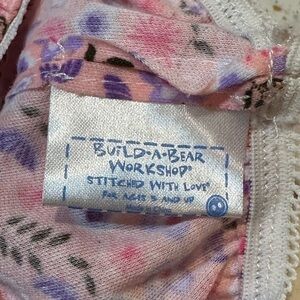 BUILD-A-BEAR
WORKSHOP®
STITCHED WITH LOVE®
FOR AGES 3 AND UP